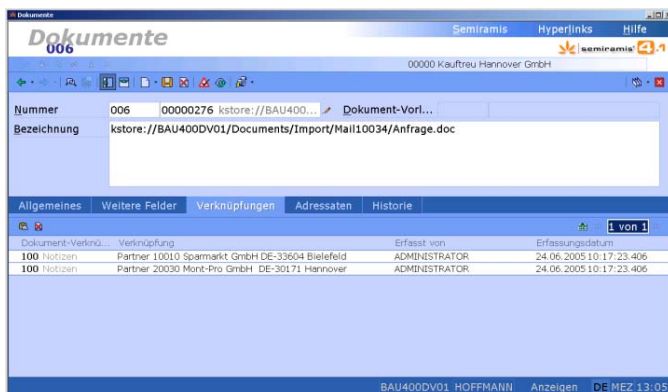 Dokumente
Semiramis Hyperlinks Hilfe
Dokumente
006
semiramis 4.1
00000 Kauftreu Hannover GmbH
Nummer 006 00000276 kstore://BAU400... Dokument-Vorl...
Bezeichnung kstore://BAU400DV01/Documents/Import/Mail10034/Anfrage.doc
Allgemeines Weitere Felder Verknüpfungen Adressaten Historie
1 von 1
Dokument-Verknü... Verknüpfung Erfasst von Erfassungsdatum
100 Notizen Partner 10010 Sparmarkt GmbH DE-33604 Bielefeld ADMINISTRATOR 24.06.2005 10:17:23.406
100 Notizen Partner 20030 Mont-Pro GmbH DE-30171 Hannover ADMINISTRATOR 24.06.2005 10:17:23.406
BAU400DV01 HOFFMANN Anzeigen DE MEZ 13:05